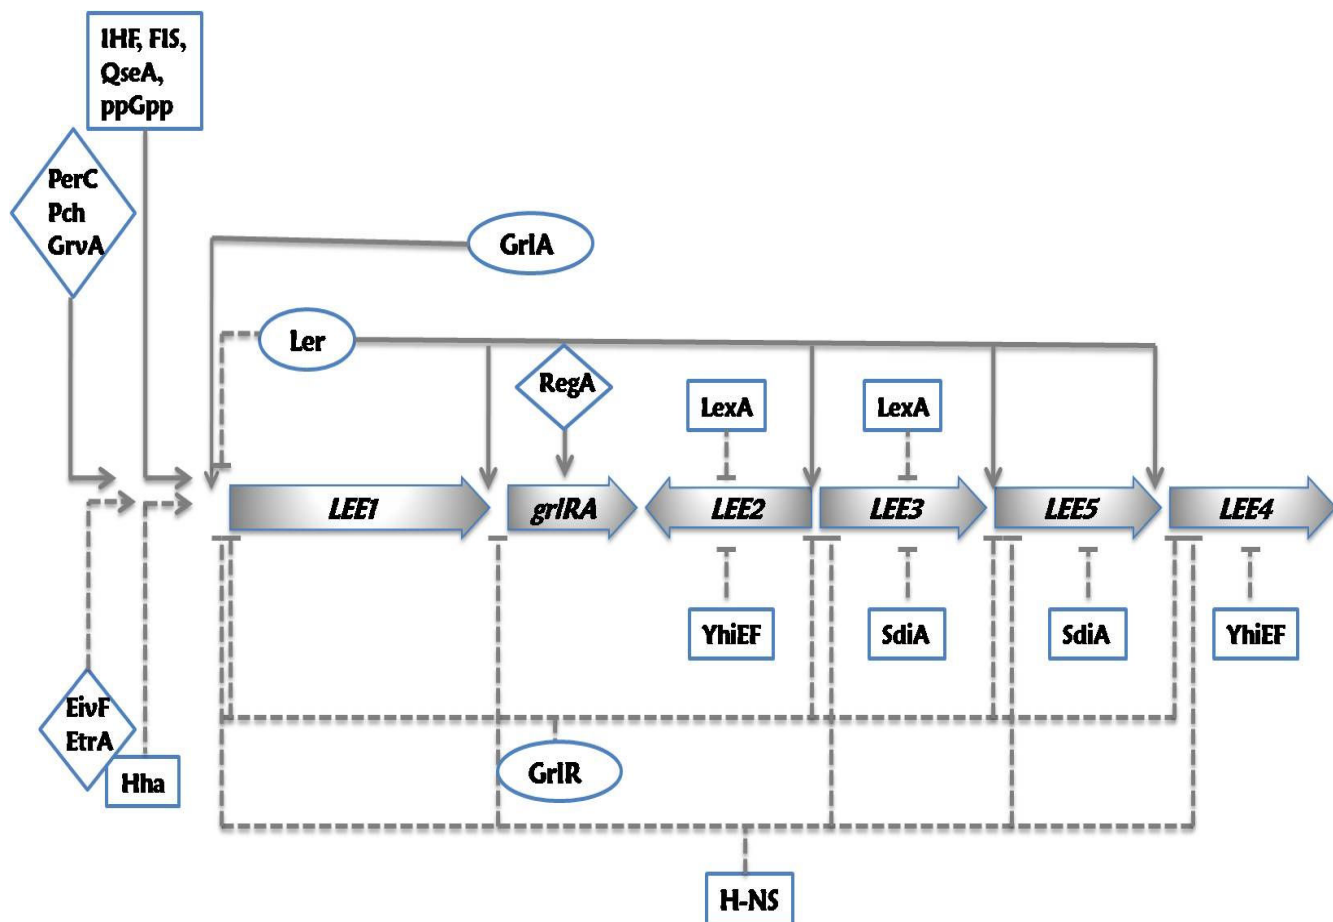 IHF, FIS,
QseA,
ppGpp
PerC
Pch
GrvA
GrlA
Ler
RegA
LexA
LexA
LEE1
grlRA
LEE2
LEE3
LEE5
LEE4
YhiEF
SdiA
SdiA
YhiEF
EivF
EtrA
Hha
GrlR
H-NS